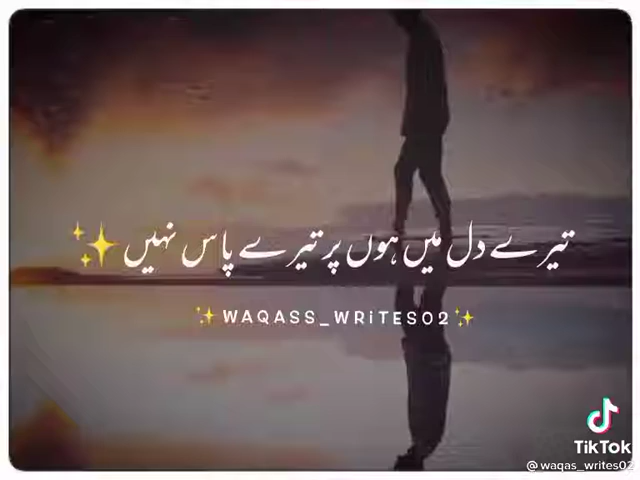 تیرے دل میں ہوں پر تیرے پاس نہیں ✨
✨WAQASS_WRiTES02✨
TikTok
@waqas_writes02